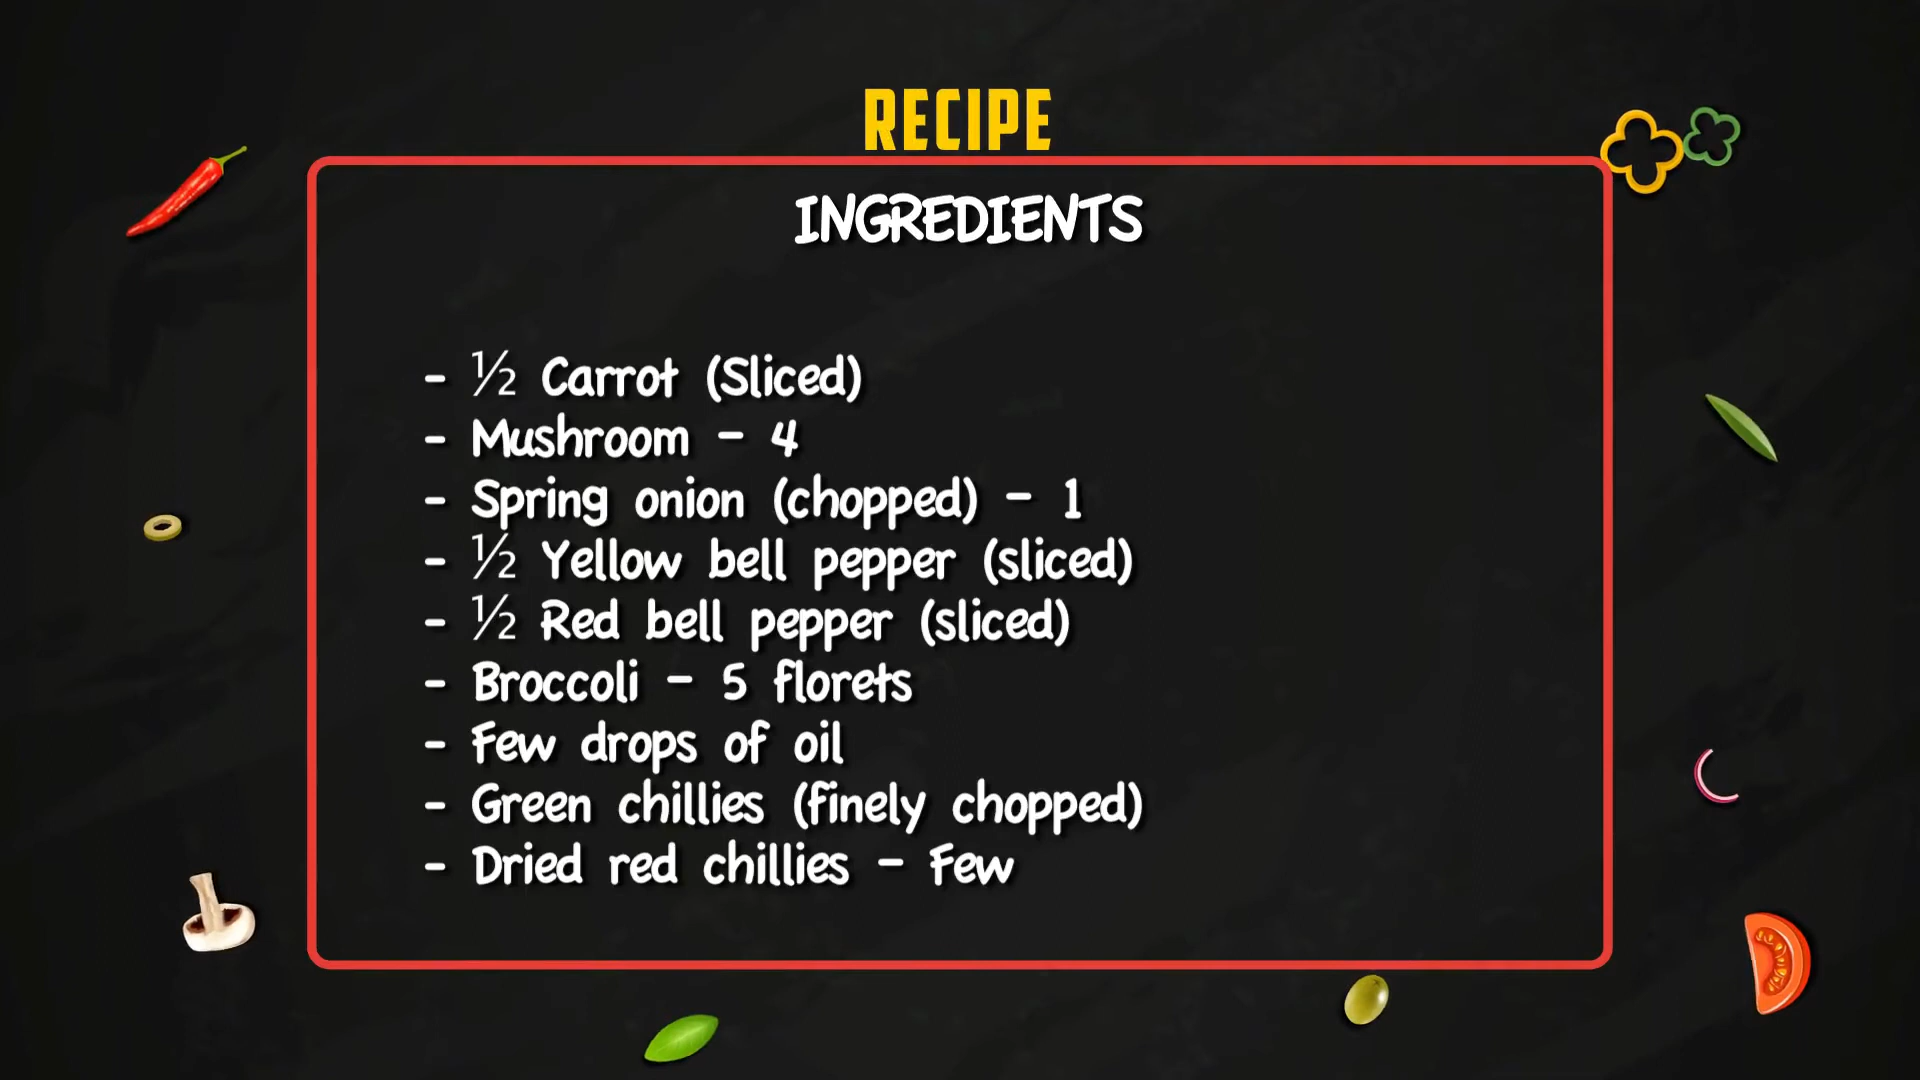 RECIPE
INGREDIENTS
- ½ Carrot (Sliced)
- Mushroom - 4
- Spring onion (chopped) - 1
- ½ Yellow bell pepper (sliced)
- ½ Red bell pepper (sliced)
- Broccoli - 5 florets
- Few drops of oil
- Green chillies (finely chopped)
- Dried red chillies - Few